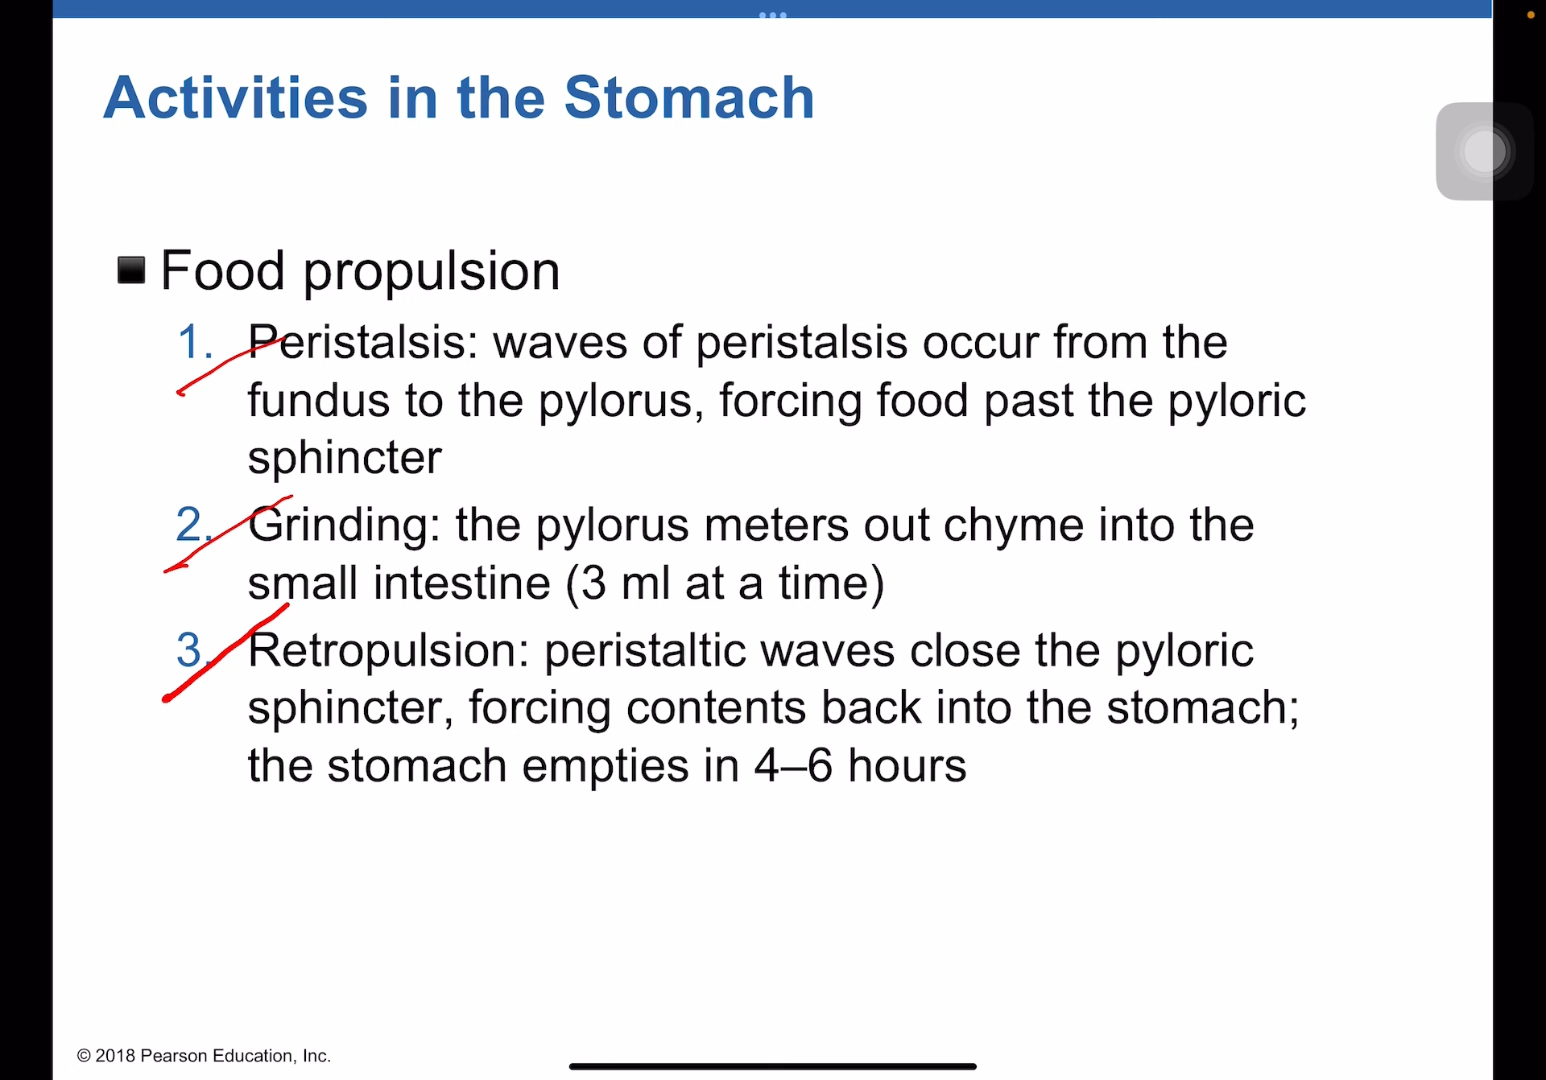 Activities in the Stomach
Food propulsion
1. Peristalsis: waves of peristalsis occur from the
fundus to the pylorus, forcing food past the pyloric
sphincter
2. Grinding: the pylorus meters out chyme into the
small intestine (3 ml at a time)
3. Retropulsion: peristaltic waves close the pyloric
sphincter, forcing contents back into the stomach;
the stomach empties in 4–6 hours
© 2018 Pearson Education, Inc.